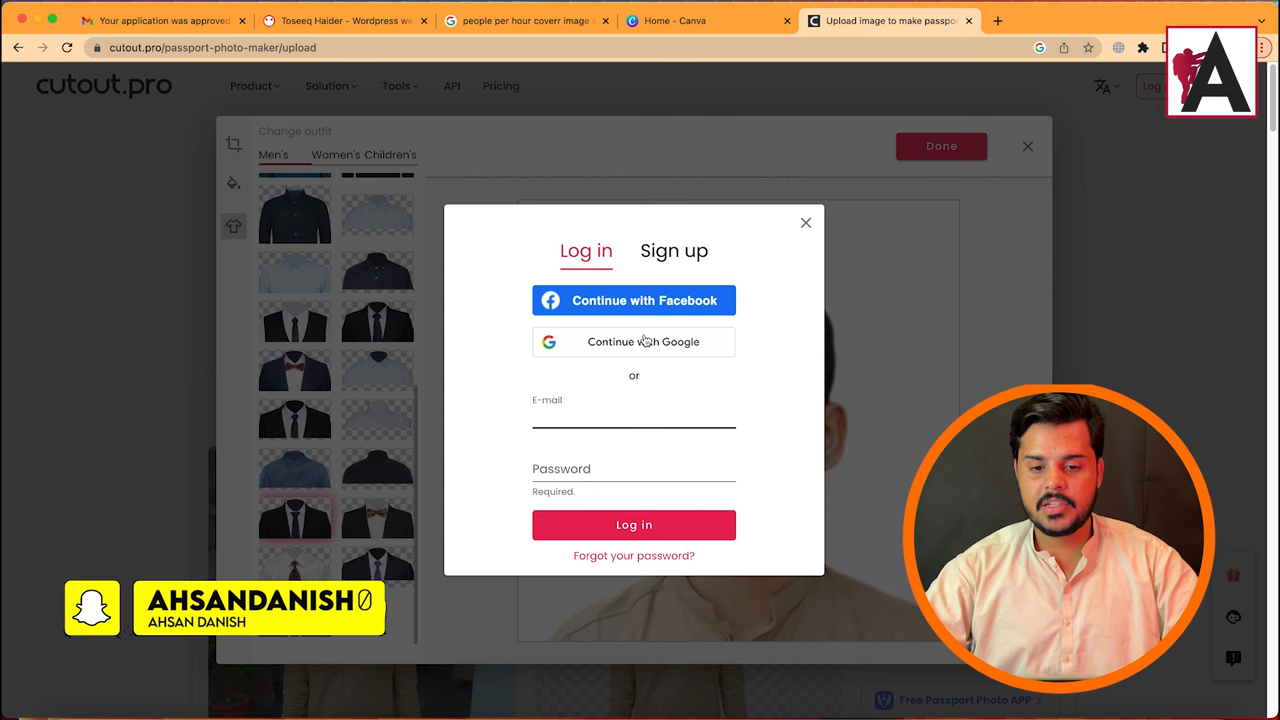 Your application was approved,
Toseeq Haider - Wordpress we
people per hour coverr image s
Home - Canva
Upload image to make passpor
cutout.pro/passport-photo-maker/upload
cutout.pro
Product
Solution
Tools
API
Pricing
Log
A
Change outfit
Men's
Women's
Children's
Done
Log in
Sign up
Continue with Facebook
Continue with Google
or
E-mail
Password
Required.
Log in
Forgot your password?
AHSANDANISH0
AHSAN DANISH
Free Passport Photo APP